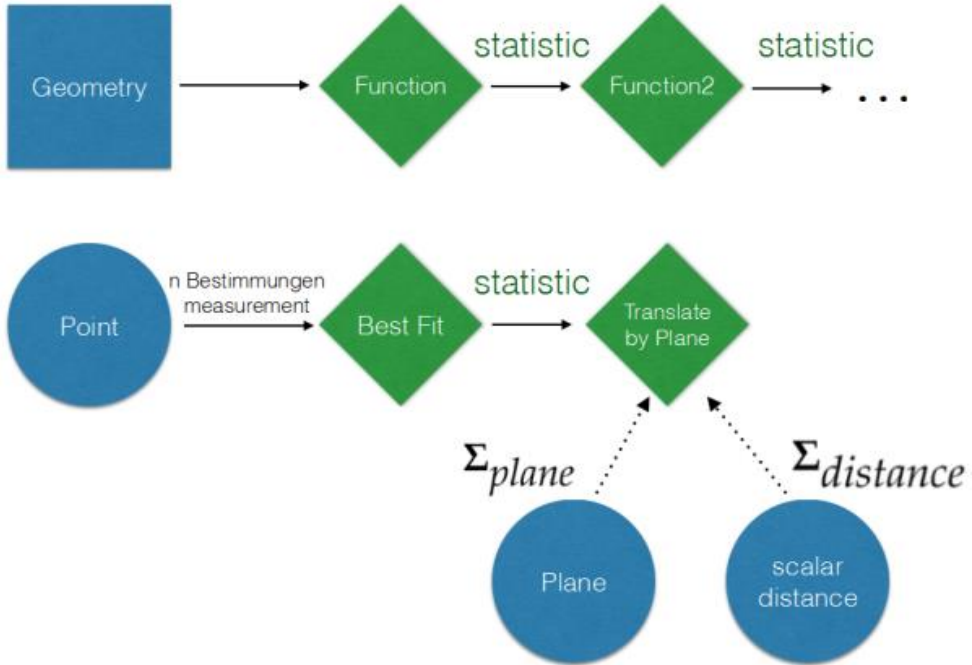 statistic
statistic
Geometry
Function
Function2
...
n Bestimmungen
measurement
statistic
Point
Best Fit
Translate
by Plane
Σplane
Σdistance
Plane
scalar
distance